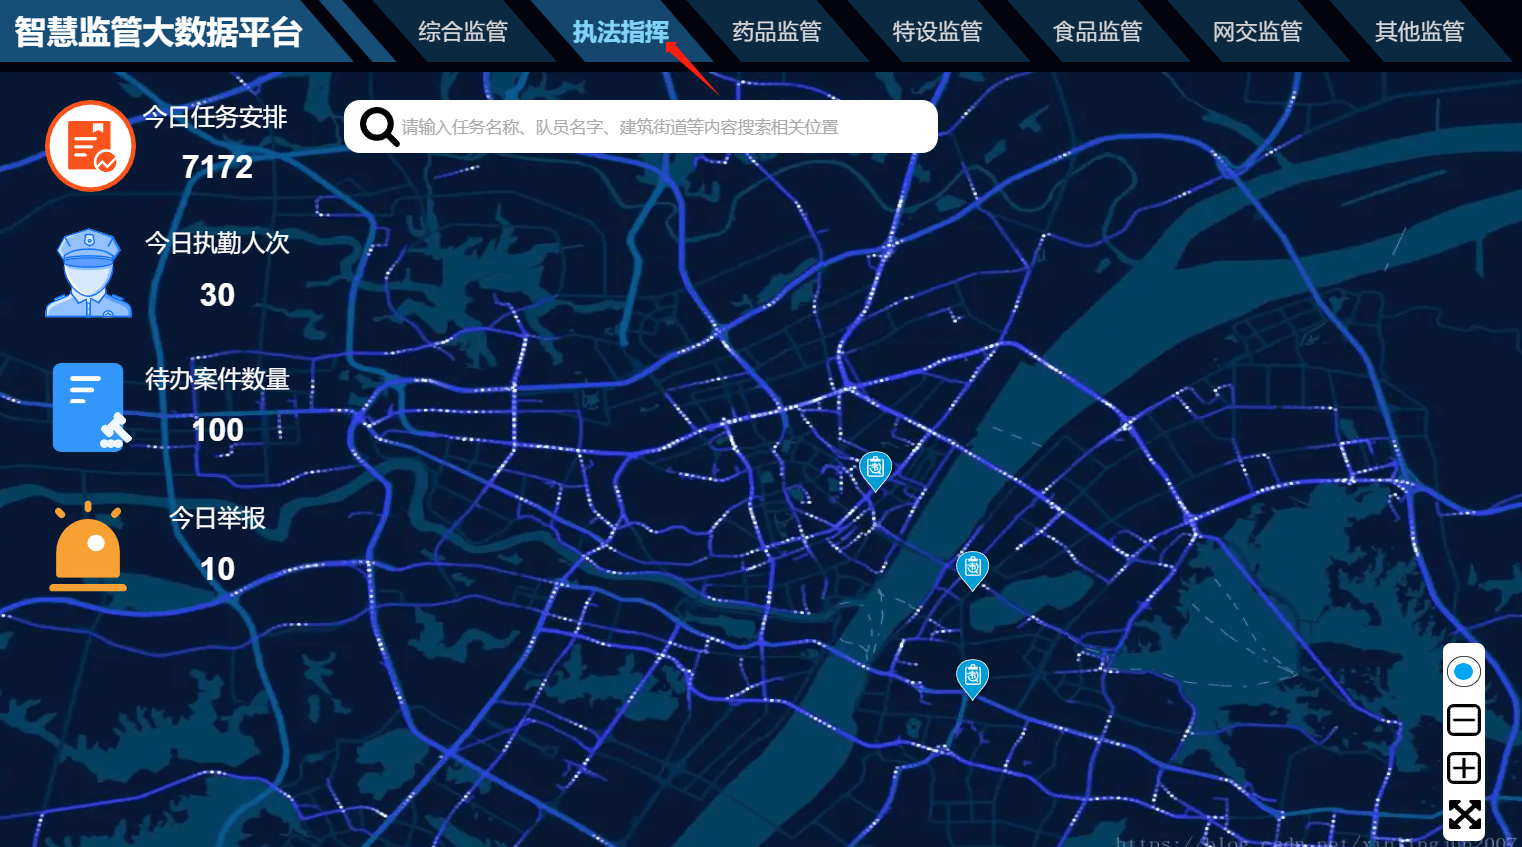 智慧监管大数据平台
综合监管
执法指挥
药品监管
特设监管
食品监管
网交监管
其他监管
请输入任务名称、队员名字、建筑街道等内容搜索相关位置
今日任务安排
7172
今日执勤人次
30
待办案件数量
100
今日举报
10